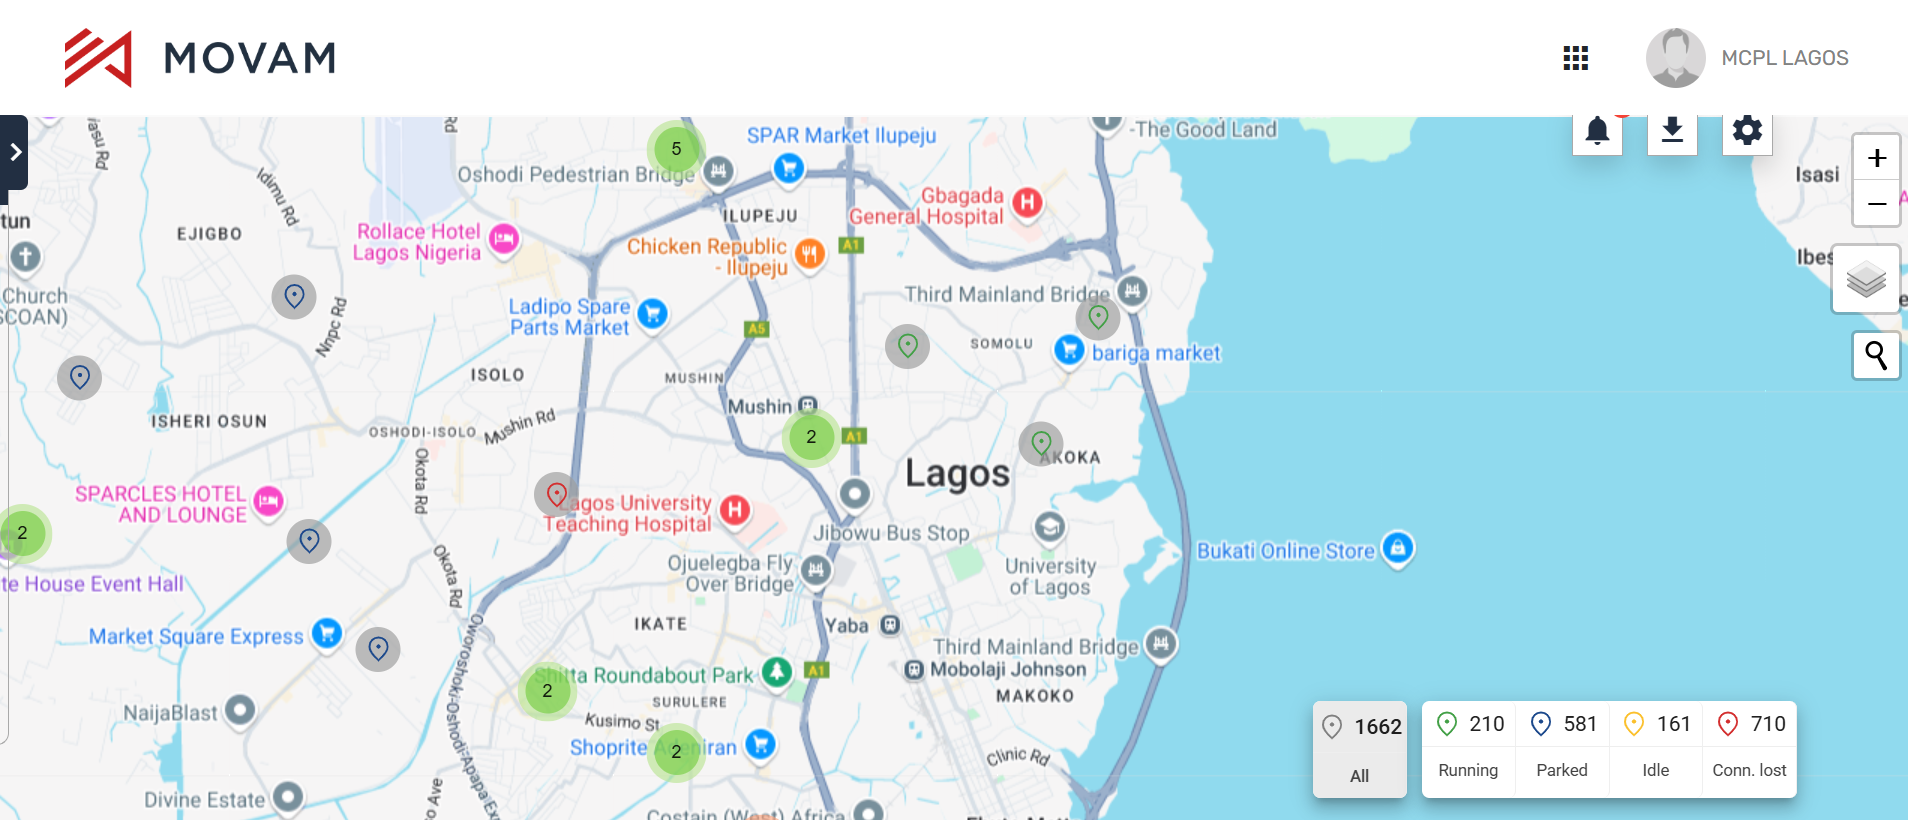 MOVAM
MCPL LAGOS
5
SPAR Market Ilupeju
-The Good Land
Oshodi Pedestrian Bridge
Idimu Rd
Rd
Isasi
tun
EJIGBO
Rollace Hotel
Lagos Nigeria
ILUPEJU
Gbagada
General Hospital
Chicken Republic
- Ilupeju
A1
Church
SCOAN)
Nnpc Rd
Ladipo Spare
Parts Market
Third Mainland Bridge
A5
SOMOLU
bariga market
ISOLO
MUSHIN
Mushin
ISHERI OSUN
OSHODI-ISOLO
Mushin Rd
2
A1
Lagos
AKOKA
Okota Rd
SPARCLES HOTEL
AND LOUNGE
Lagos University
Teaching Hospital
2
Jibowu Bus Stop
te House Event Hall
Okota Rd
Ojuelegba Fly
Over Bridge
University
of Lagos
Bukati Online Store
Market Square Express
IKATE
Yaba
Third Mainland Bridge
Mobolaji Johnson
MAKOKO
Oworoshoki-Oshodi-Apapa Ex
2
Shitta Roundabout Park
A1
SURULERE
NaijaBlast
Kusimo St
Shoprite Adeniran
2
Clinic Rd
Divine Estate
o Ave
Costain (West) Africa
1662
All
210
Running
581
Parked
161
Idle
710
Conn. lost